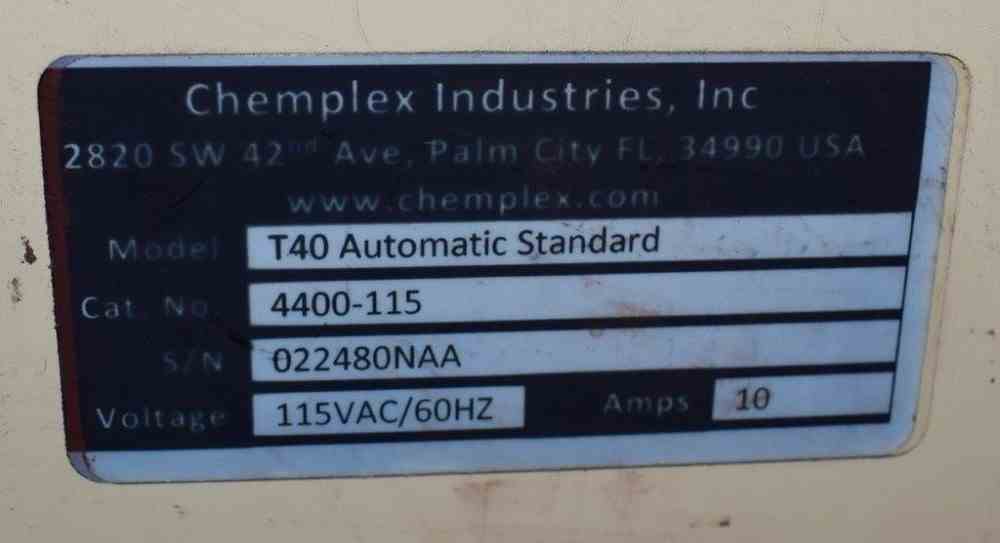 Chemplex Industries, Inc
2820 SW 42nd Ave, Palm City FL, 34990 USA
www.chemplex.com
Model T40 Automatic Standard
Cat. No 4400-115
S/N 022480NAA
Voltage 115VAC/60HZ Amps 10